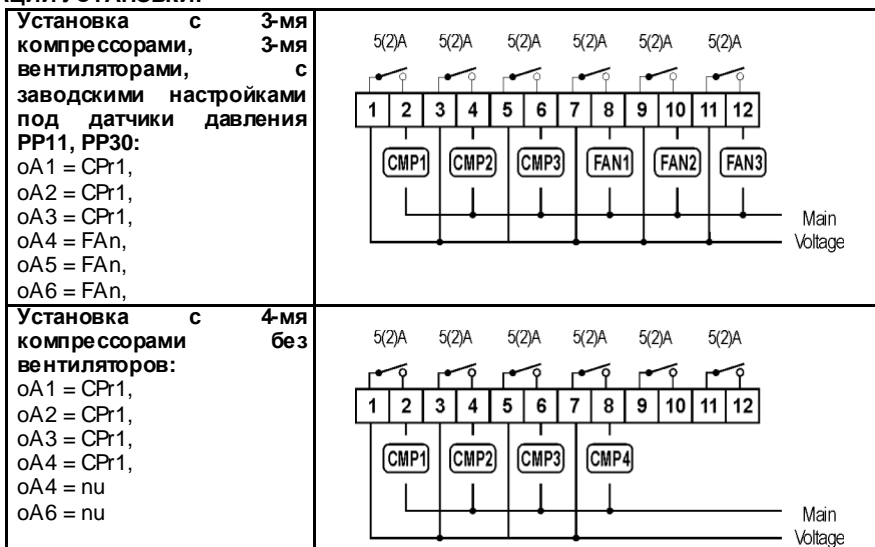 Установка с 3-мя
компрессорами, 3-мя
вентиляторами, с
заводскими настройками
под датчики давления
PP11, PP30:
oA1 = CPr1,
oA2 = CPr1,
oA3 = CPr1,
oA4 = FAn,
oA5 = FAn,
oA6 = FAn,
5(2)A 5(2)A 5(2)A 5(2)A 5(2)A 5(2)A
1 2 3 4 5 6 7 8 9 10 11 12
CMP1 CMP2 CMP3 FAN1 FAN2 FAN3
Main
Voltage
Установка с 4-мя
компрессорами без
вентиляторов:
oA1 = CPr1,
oA2 = CPr1,
oA3 = CPr1,
oA4 = CPr1,
oA4 = nu
oA6 = nu
5(2)A 5(2)A 5(2)A 5(2)A 5(2)A 5(2)A
1 2 3 4 5 6 7 8 9 10 11 12
CMP1 CMP2 CMP3 CMP4
Main
Voltage